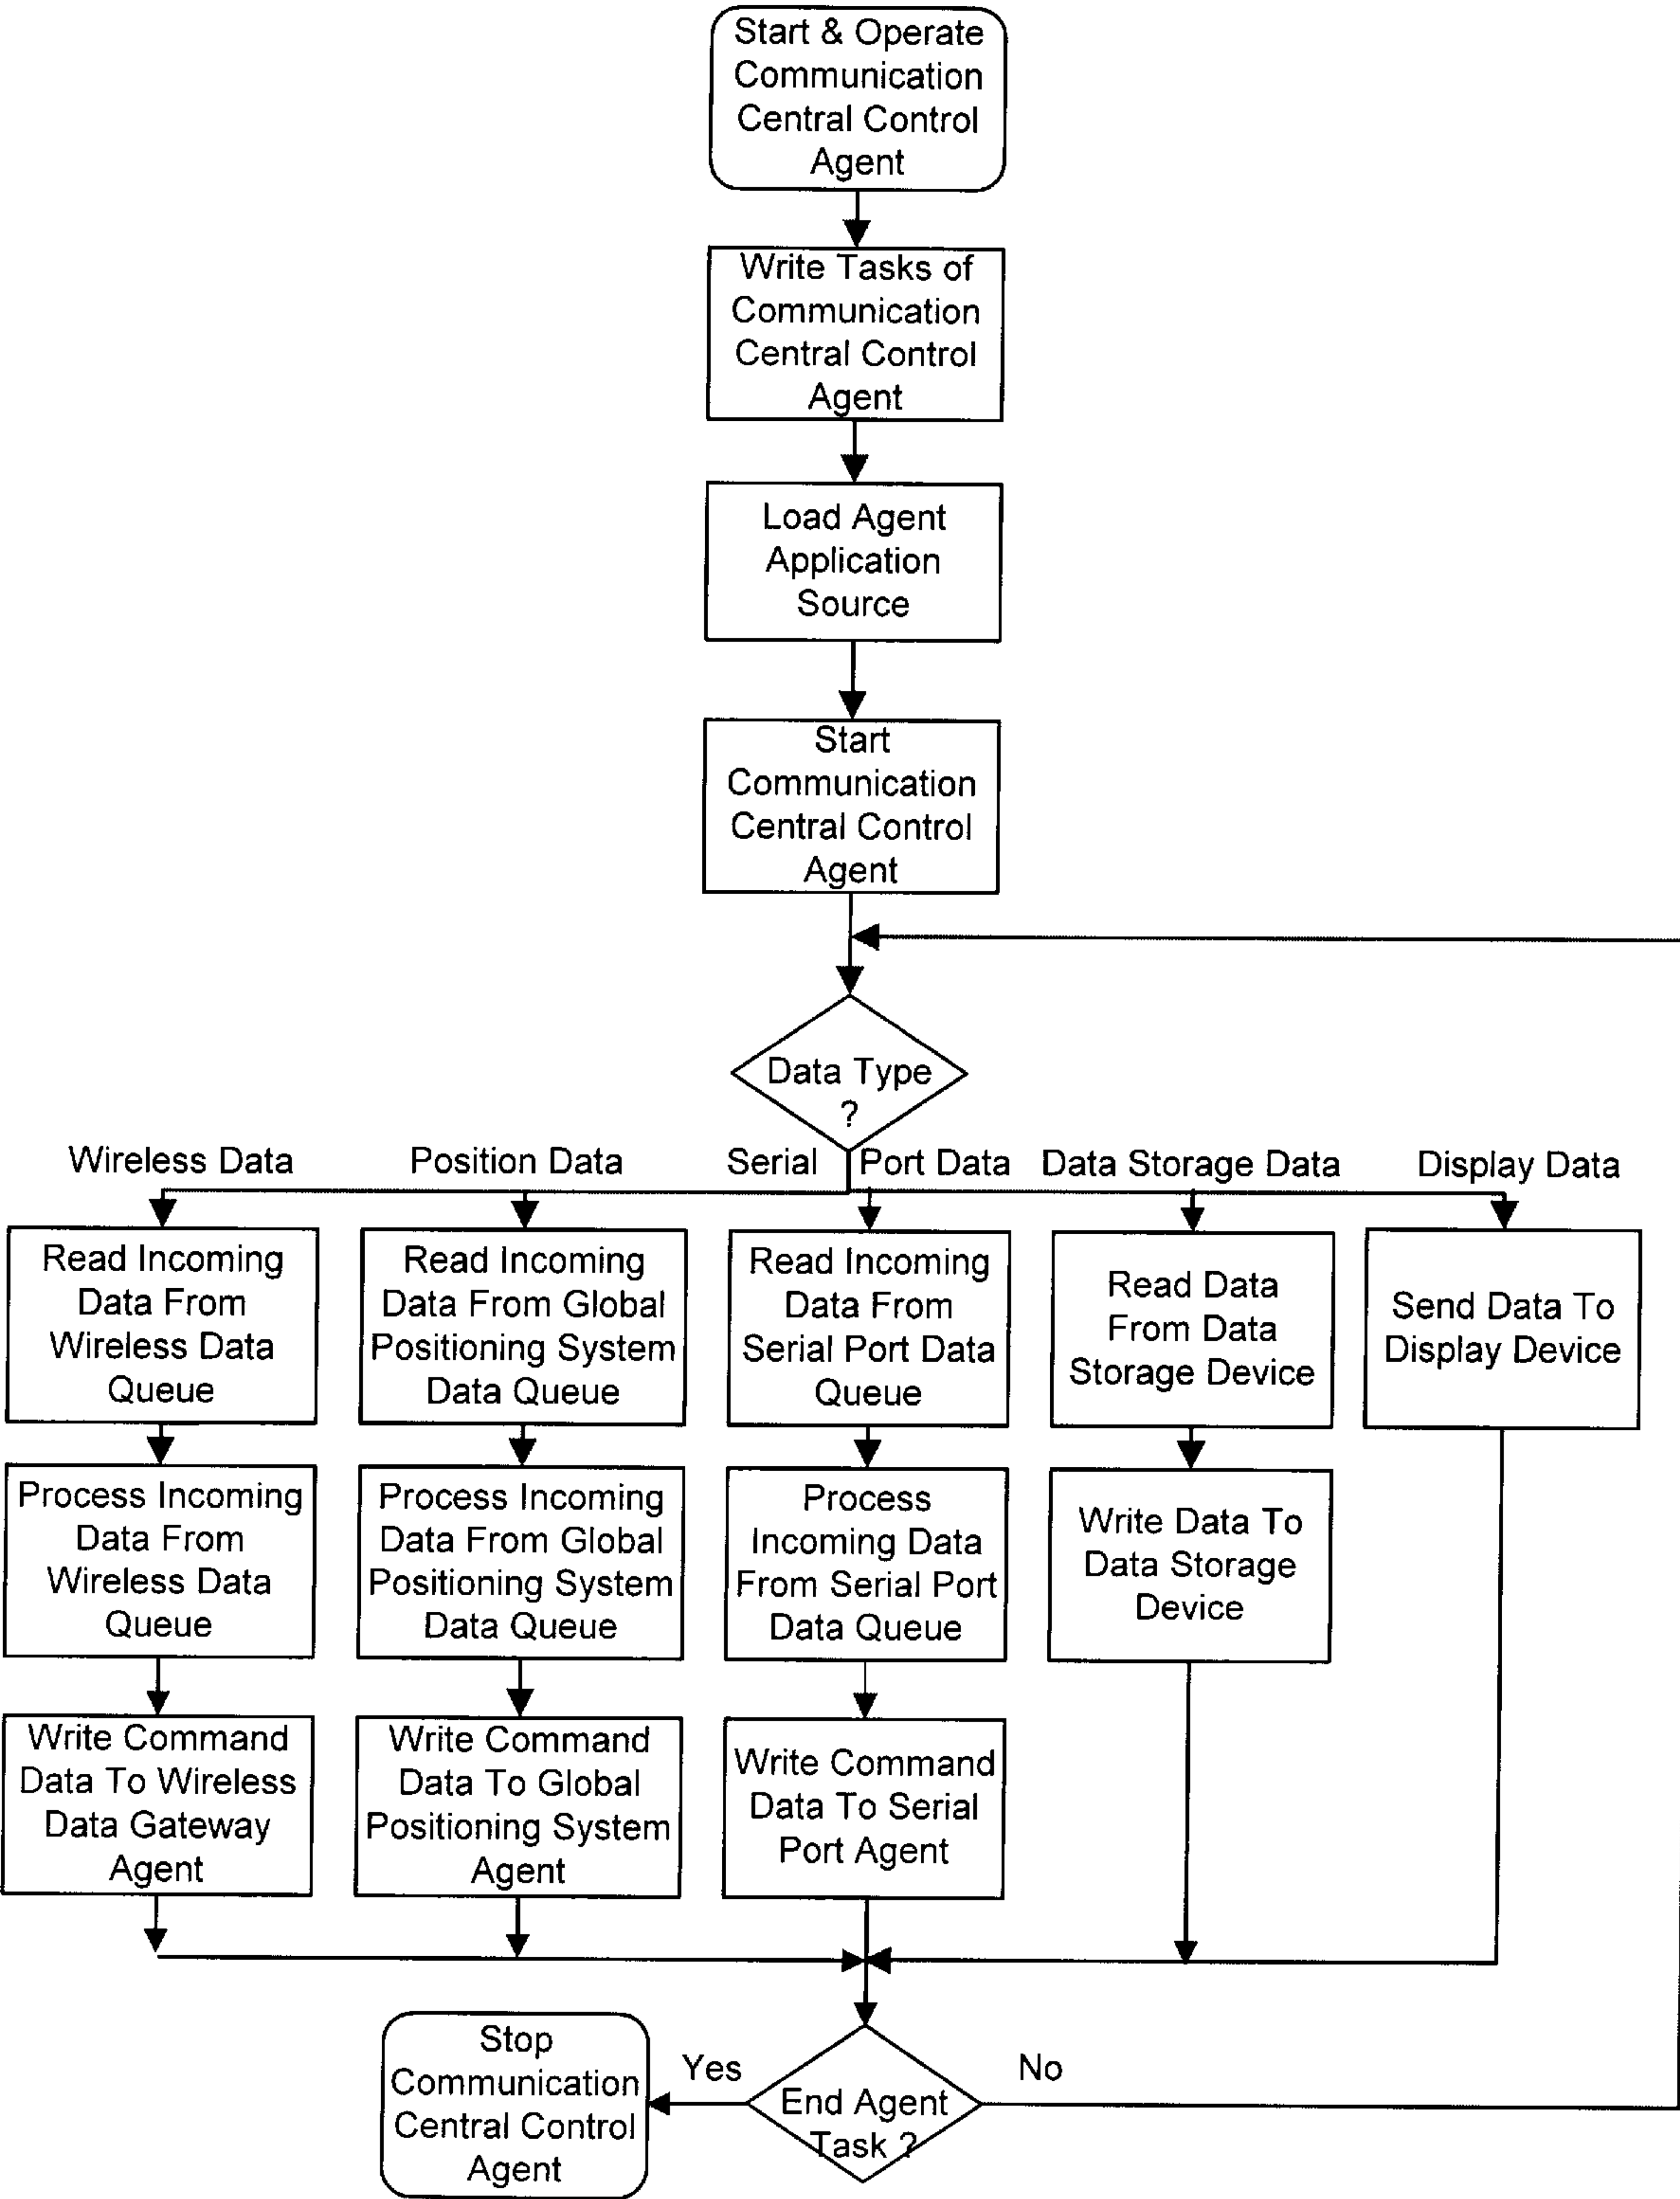 Start & Operate
Communication
Central Control
Agent
Write Tasks of
Communication
Central Control
Agent
Load Agent
Application
Source
Start
Communication
Central Control
Agent
Data Type
?
Wireless Data
Position Data
Serial Port Data
Data Storage Data
Display Data
Read Incoming
Data From
Wireless Data
Queue
Read Incoming
Data From Global
Positioning System
Data Queue
Read Incoming
Data From
Serial Port Data
Queue
Read Data
From Data
Storage Device
Send Data To
Display Device
Process Incoming
Data From
Wireless Data
Queue
Process Incoming
Data From Global
Positioning System
Data Queue
Process
Incoming Data
From Serial Port
Data Queue
Write Data To
Data Storage
Device
Write Command
Data To Wireless
Data Gateway
Agent
Write Command
Data To Global
Positioning System
Agent
Write Command
Data To Serial
Port Agent
Stop
Communication
Central Control
Agent
Yes
End Agent
Task ?
No